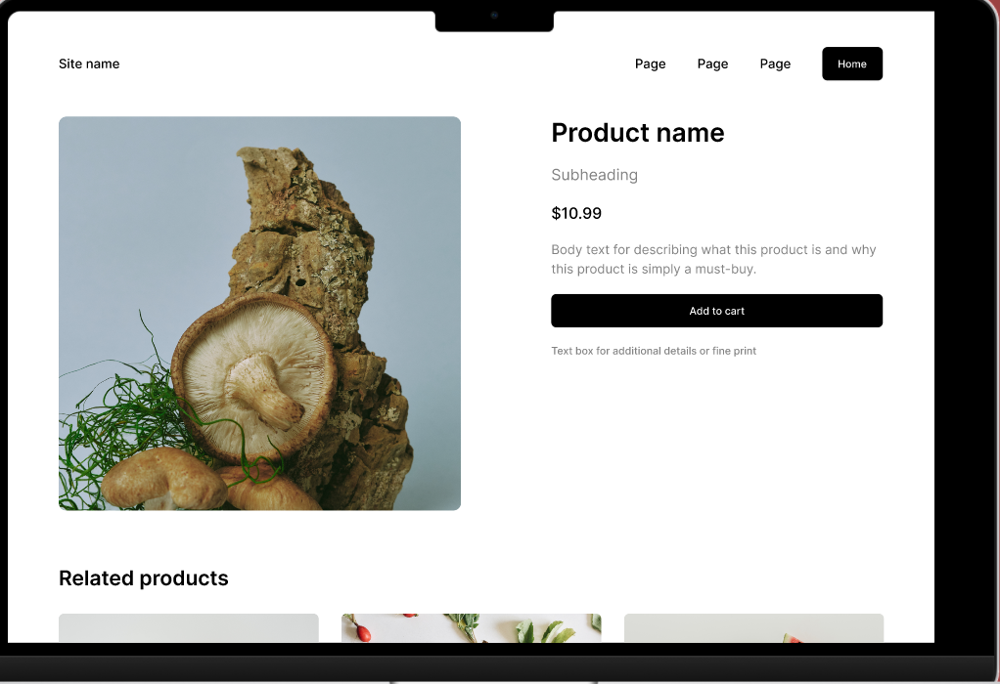 Site name
Page Page Page Home
Product name
Subheading
$10.99
Body text for describing what this product is and why
this product is simply a must-buy.
Add to cart
Text box for additional details or fine print
Related products